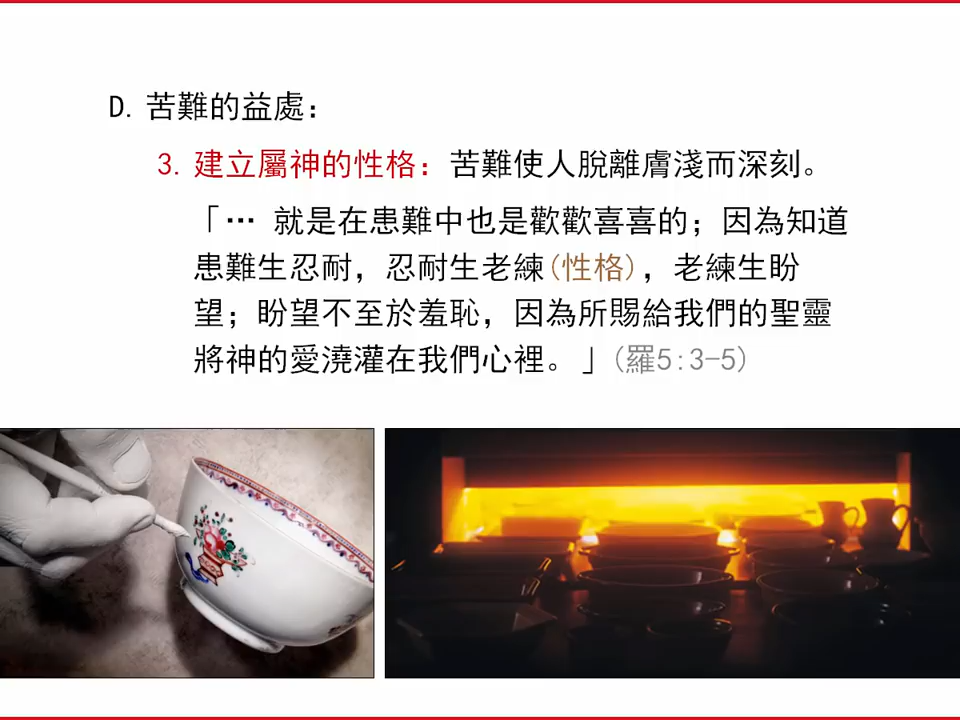 D. 苦難的益處：
3. 建立屬神的性格：苦難使人脫離膚淺而深刻。
「… 就是在患難中也是歡歡喜喜的；因為知道
患難生忍耐，忍耐生老練(性格)，老練生盼
望；盼望不至於羞恥，因為所賜給我們的聖靈
將神的愛澆灌在我們心裡。」(羅5:3-5)